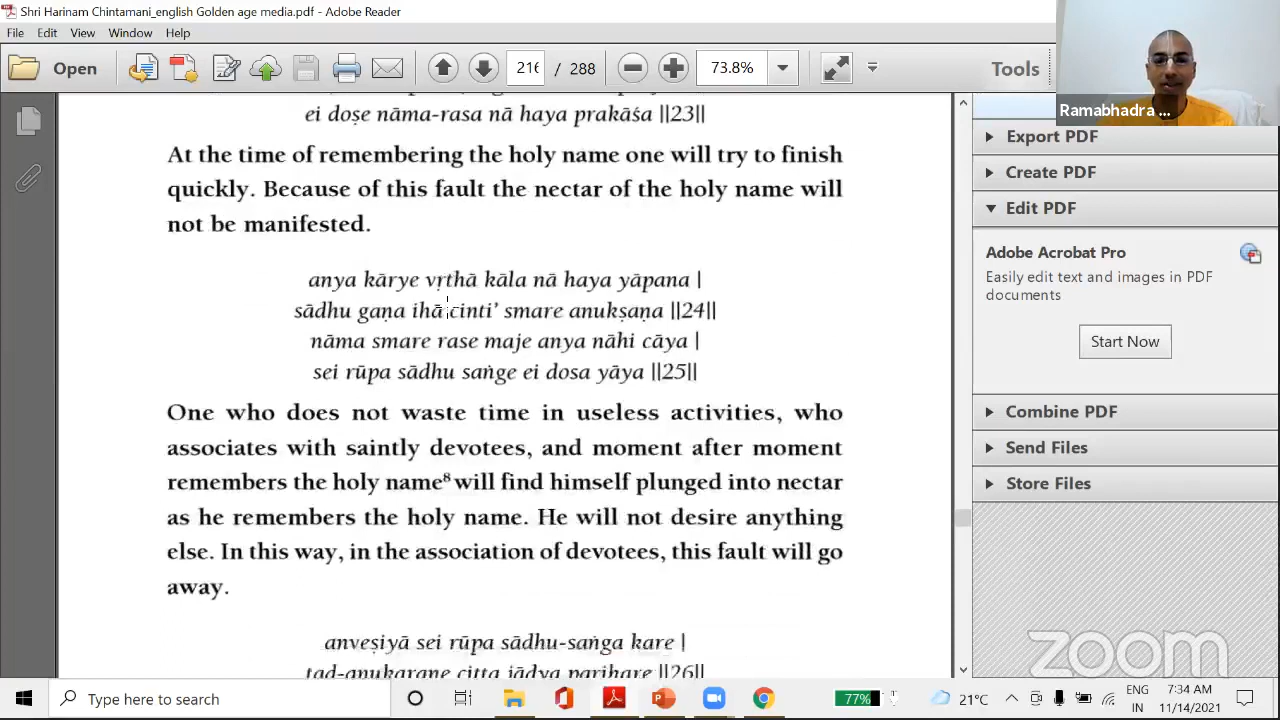 Shri Harinam Chintamani_english Golden age media.pdf - Adobe Reader
File Edit View Window Help
Open 216 / 288 73.8% Tools
Ramabhadra ...
ei doṣe nāma-rasa nā haya prakāśa ||23||
At the time of remembering the holy name one will try to finish
quickly. Because of this fault the nectar of the holy name will
not be manifested.
anya kārye vṛthā kāla nā haya yāpana |
sādhu gaṇa ihā cinti’ smare anukṣaṇa ||24||
nāma smare rase maje anya nāhi cāya |
sei rūpa sādhu saṅge ei dosa yāya ||25||
One who does not waste time in useless activities, who
associates with saintly devotees, and moment after moment
remembers the holy name⁸ will find himself plunged into nectar
as he remembers the holy name. He will not desire anything
else. In this way, in the association of devotees, this fault will go
away.
anveṣiyā sei rūpa sādhu-saṅga kare |
tad-anukaraṇe citta jāḍya parihare ||26||
Export PDF
Create PDF
Edit PDF
Adobe Acrobat Pro
Easily edit text and images in PDF
documents
Start Now
Combine PDF
Send Files
Store Files
zoom
Type here to search
77%
21°C
ENG
IN
7:34 AM
11/14/2021